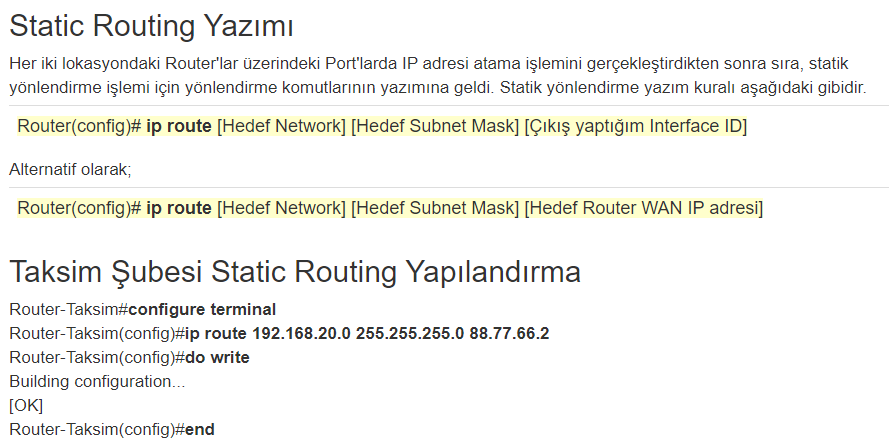 Static Routing Yazımı
Her iki lokasyondaki Router'lar üzerindeki Port'larda IP adresi atama işlemini gerçekleştirdikten sonra sıra, statik
yönlendirme işlemi için yönlendirme komutlarının yazımına geldi. Statik yönlendirme yazım kuralı aşağıdaki gibidir.
Router(config)# ip route [Hedef Network] [Hedef Subnet Mask] [Çıkış yaptığım Interface ID]
Alternatif olarak;
Router(config)# ip route [Hedef Network] [Hedef Subnet Mask] [Hedef Router WAN IP adresi]
Taksim Şubesi Static Routing Yapılandırma
Router-Taksim#configure terminal
Router-Taksim(config)#ip route 192.168.20.0 255.255.255.0 88.77.66.2
Router-Taksim(config)#do write
Building configuration...
[OK]
Router-Taksim(config)#end